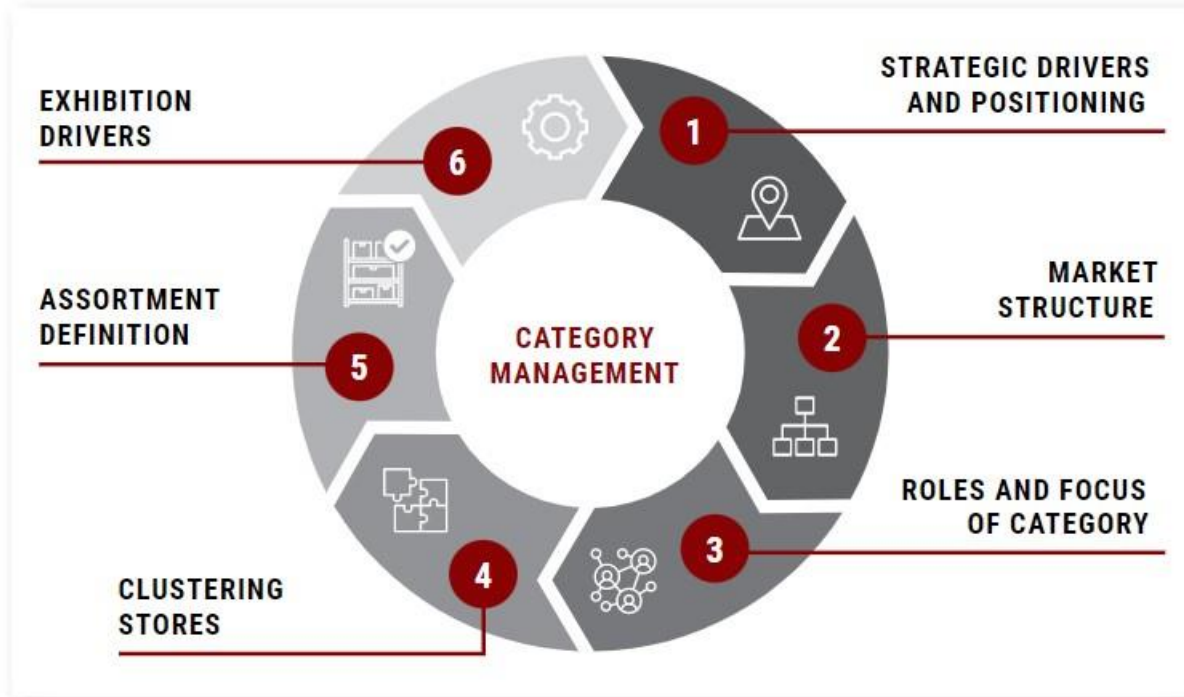 STRATEGIC DRIVERS
AND POSITIONING
1
MARKET
STRUCTURE
2
ROLES AND FOCUS
OF CATEGORY
3
CLUSTERING
STORES
4
ASSORTMENT
DEFINITION
5
EXHIBITION
DRIVERS
6
CATEGORY
MANAGEMENT